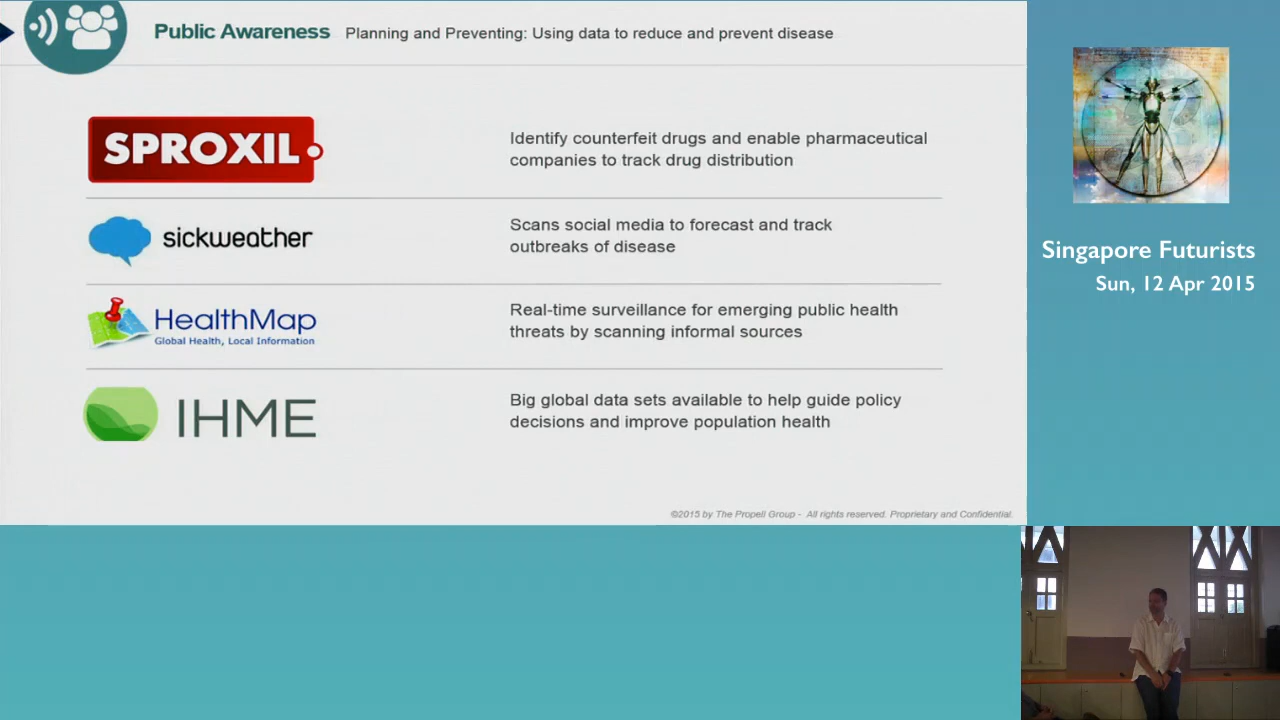 Public Awareness Planning and Preventing: Using data to reduce and prevent disease
SPROXIL
Identify counterfeit drugs and enable pharmaceutical
companies to track drug distribution
sickweather
Scans social media to forecast and track
outbreaks of disease
HealthMap
Global Health, Local Information
Real-time surveillance for emerging public health
threats by scanning informal sources
IHME
Big global data sets available to help guide policy
decisions and improve population health
©2015 by The Propell Group - All rights reserved. Proprietary and Confidential.
Singapore Futurists
Sun, 12 Apr 2015